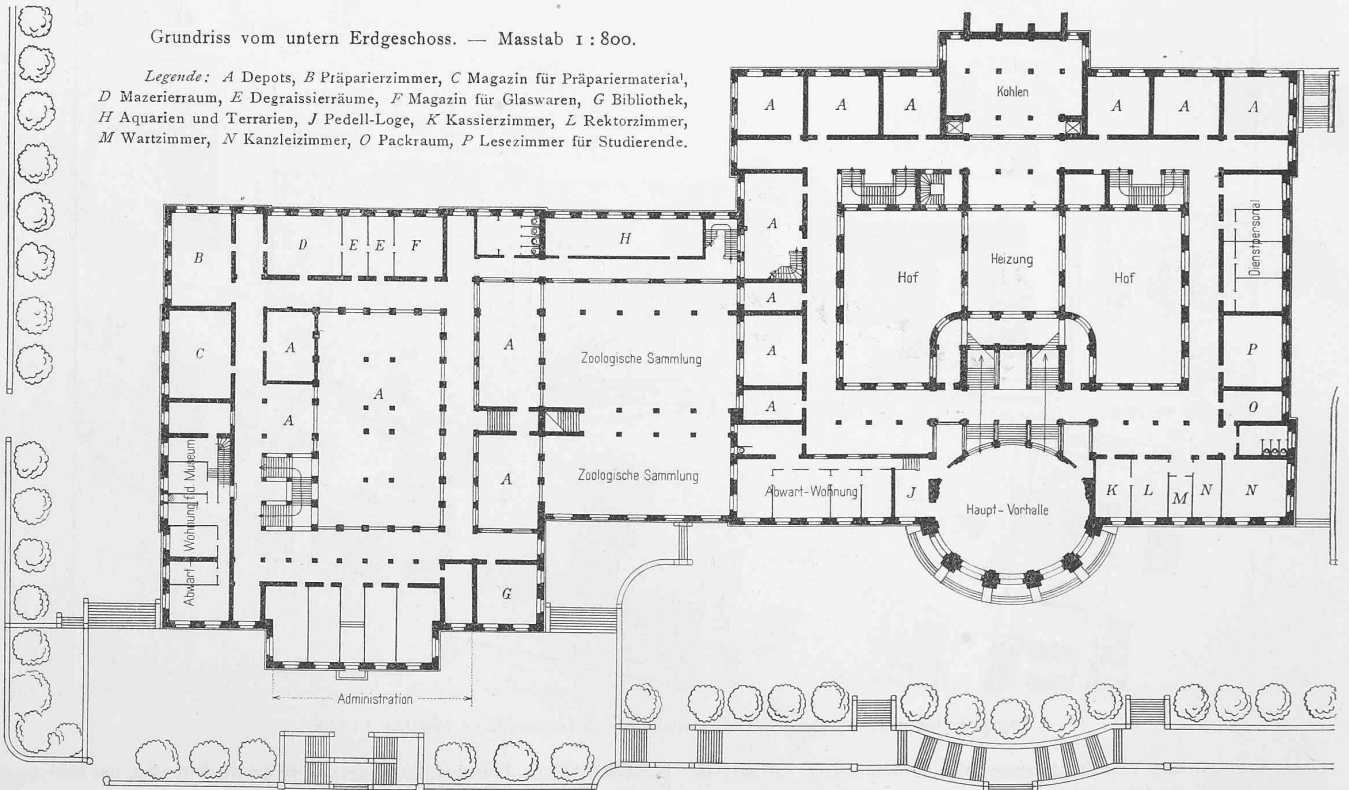 Grundriss vom untern Erdgeschoss. — Masstab 1 : 800.
Legende: A Depots, B Präparierzimmer, C Magazin für Präpariermaterial,
D Mazerierraum, E Degraissierräume, F Magazin für Glaswaren, G Bibliothek,
H Aquarien und Terrarien, J Pedell-Loge, K Kassierzimmer, L Rektorzimmer,
M Wartzimmer, N Kanzleizimmer, O Packraum, P Lesezimmer für Studierende.
A A A Kohlen A A A
B D E E F H A Dienstpersonal
Hof Heizung Hof
A
C A A A Zoologische Sammlung A P
A
A O
A Zoologische Sammlung
Abwart-Wohnung f.d. Museum
Abwart-Wohnung J Haupt-Vorhalle K L M N N
G
Administration